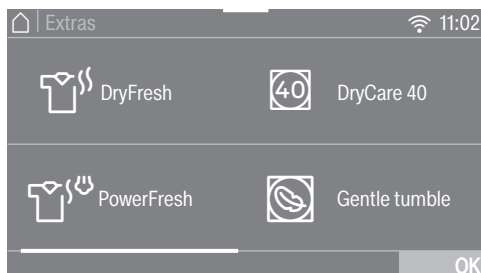 Extras 11:02
DryFresh
40 DryCare 40
PowerFresh
Gentle tumble
OK